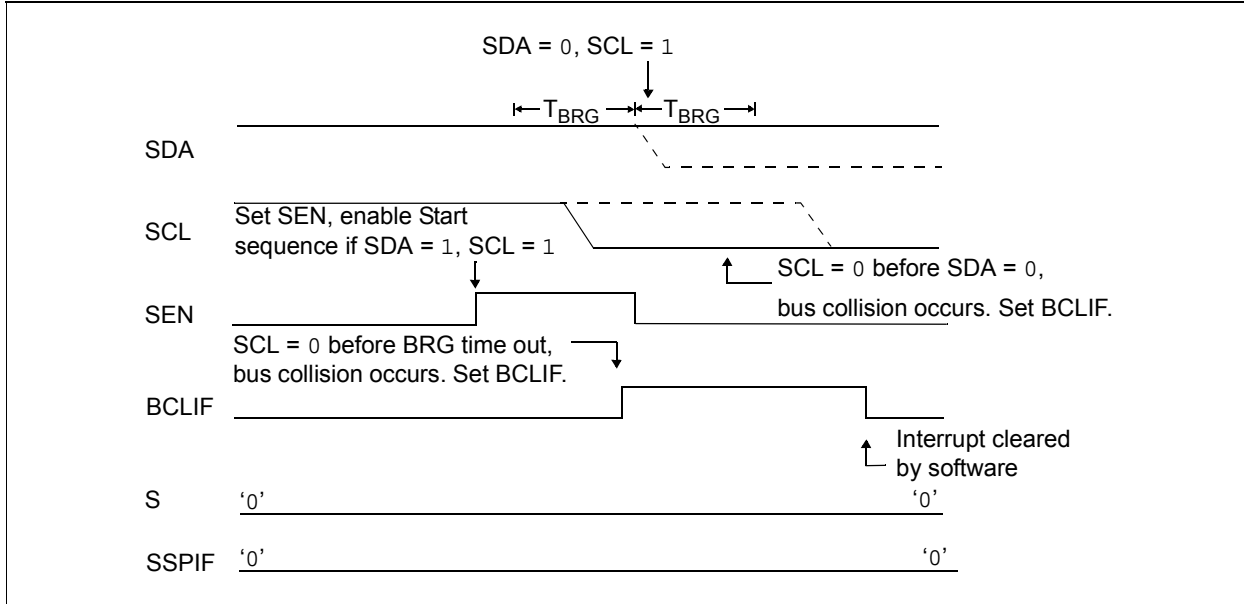 SDA = 0, SCL = 1
TBRG TBRG
SDA
SCL
Set SEN, enable Start
sequence if SDA = 1, SCL = 1
SCL = 0 before SDA = 0,
bus collision occurs. Set BCLIF.
SEN
SCL = 0 before BRG time out,
bus collision occurs. Set BCLIF.
BCLIF
Interrupt cleared
by software
S ‘0’ ‘0’
SSPIF ‘0’ ‘0’